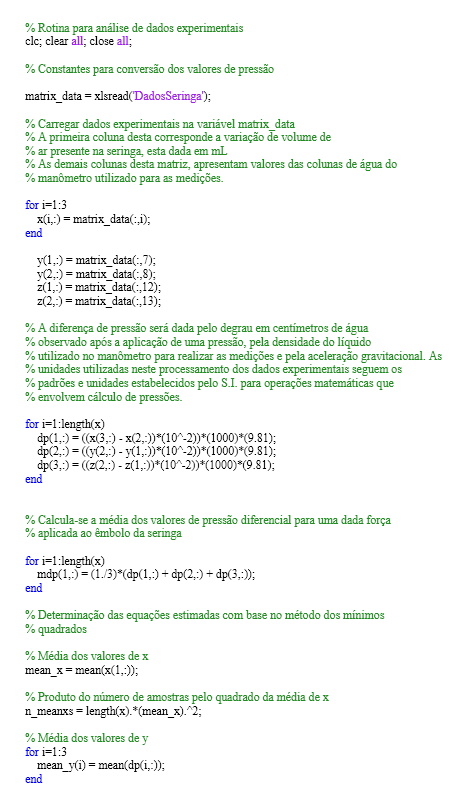 % Rotina para análise de dados experimentais
clc; clear all; close all;
% Constantes para conversão dos valores de pressão
matrix_data = xlsread('DadosSeringa');
% Carregar dados experimentais na variável matrix_data
% A primeira coluna desta corresponde a variação de volume de
% ar presente na seringa, esta dada em mL
% As demais colunas desta matriz, apresentam valores das colunas de água do
% manômetro utilizado para as medições.
for i=1:3
x(i,:) = matrix_data(:,i);
end
y(1,:) = matrix_data(:,7);
y(2,:) = matrix_data(:,8);
z(1,:) = matrix_data(:,12);
z(2,:) = matrix_data(:,13);
% A diferença de pressão será dada pelo degrau em centímetros de água
% observado após a aplicação de uma pressão, pela densidade do líquido
% utilizado no manômetro para realizar as medições e pela aceleração gravitacional. As
% unidades utilizadas neste processamento dos dados experimentais seguem os
% padrões e unidades estabelecidos pelo S.I. para operações matemáticas que
% envolvem cálculo de pressões.
for i=1:length(x)
dp(1,:) = ((x(3,:) - x(2,:))*(10^-2))*(1000)*(9.81);
dp(2,:) = ((y(2,:) - y(1,:))*(10^-2))*(1000)*(9.81);
dp(3,:) = ((z(2,:) - z(1,:))*(10^-2))*(1000)*(9.81);
end
% Calcula-se a média dos valores de pressão diferencial para uma dada força
% aplicada ao êmbolo da seringa
for i=1:length(x)
mdp(1,:) = (1./3)*(dp(1,:) + dp(2,:) + dp(3,:));
end
% Determinação das equações estimadas com base no método dos mínimos
% quadrados
% Média dos valores de x
mean_x = mean(x(1,:));
% Produto do número de amostras pelo quadrado da média de x
n_meanxs = length(x).*(mean_x).^2;
% Média dos valores de y
for i=1:3
mean_y(i) = mean(dp(i,:));
end